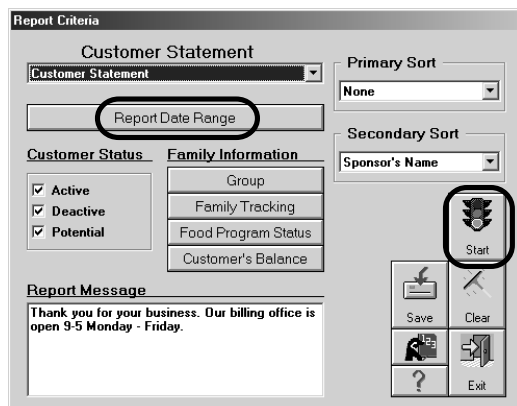 Report Criteria
Customer Statement
Customer Statement
Report Date Range
Primary Sort
None
Secondary Sort
Sponsor's Name
Customer Status
Active
Deactive
Potential
Family Information
Group
Family Tracking
Food Program Status
Customer's Balance
Start
Save
Clear
123
?
Exit
Report Message
Thank you for your business. Our billing office is
open 9-5 Monday - Friday.